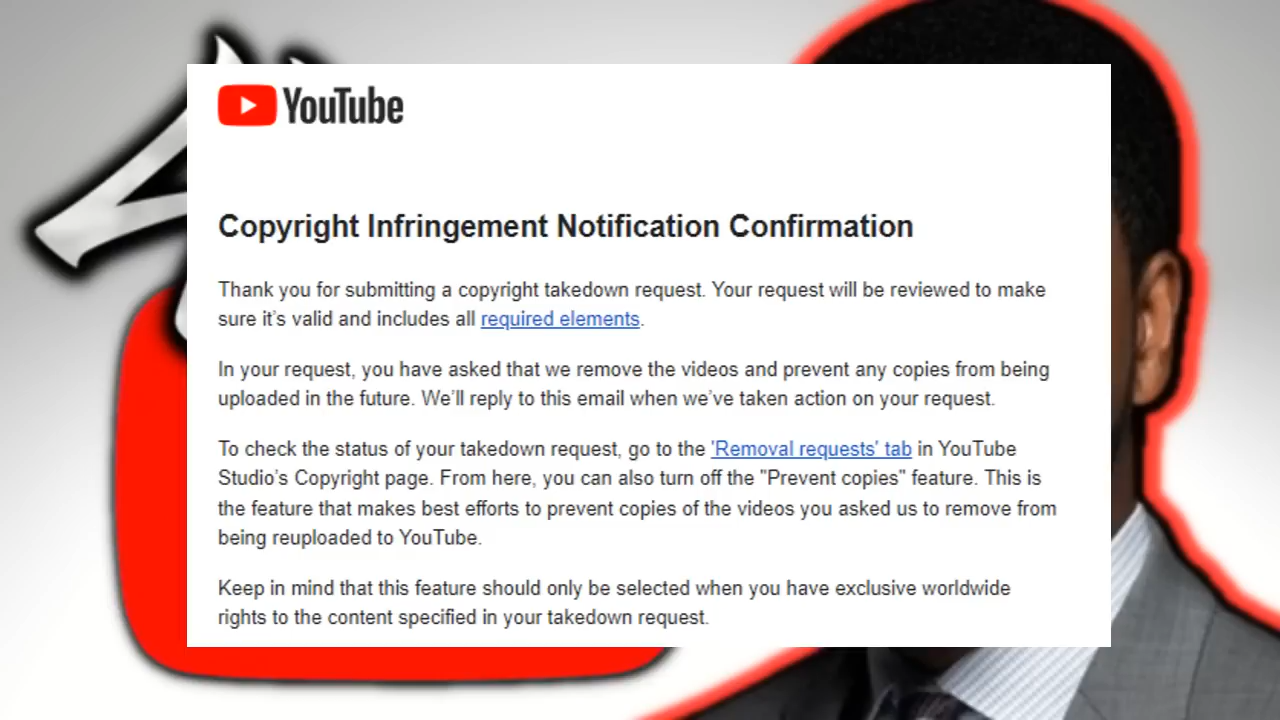 YouTube
Copyright Infringement Notification Confirmation
Thank you for submitting a copyright takedown request. Your request will be reviewed to make
sure it's valid and includes all required elements.
In your request, you have asked that we remove the videos and prevent any copies from being
uploaded in the future. We'll reply to this email when we've taken action on your request.
To check the status of your takedown request, go to the 'Removal requests' tab in YouTube
Studio's Copyright page. From here, you can also turn off the "Prevent copies" feature. This is
the feature that makes best efforts to prevent copies of the videos you asked us to remove from
being reuploaded to YouTube.
Keep in mind that this feature should only be selected when you have exclusive worldwide
rights to the content specified in your takedown request.